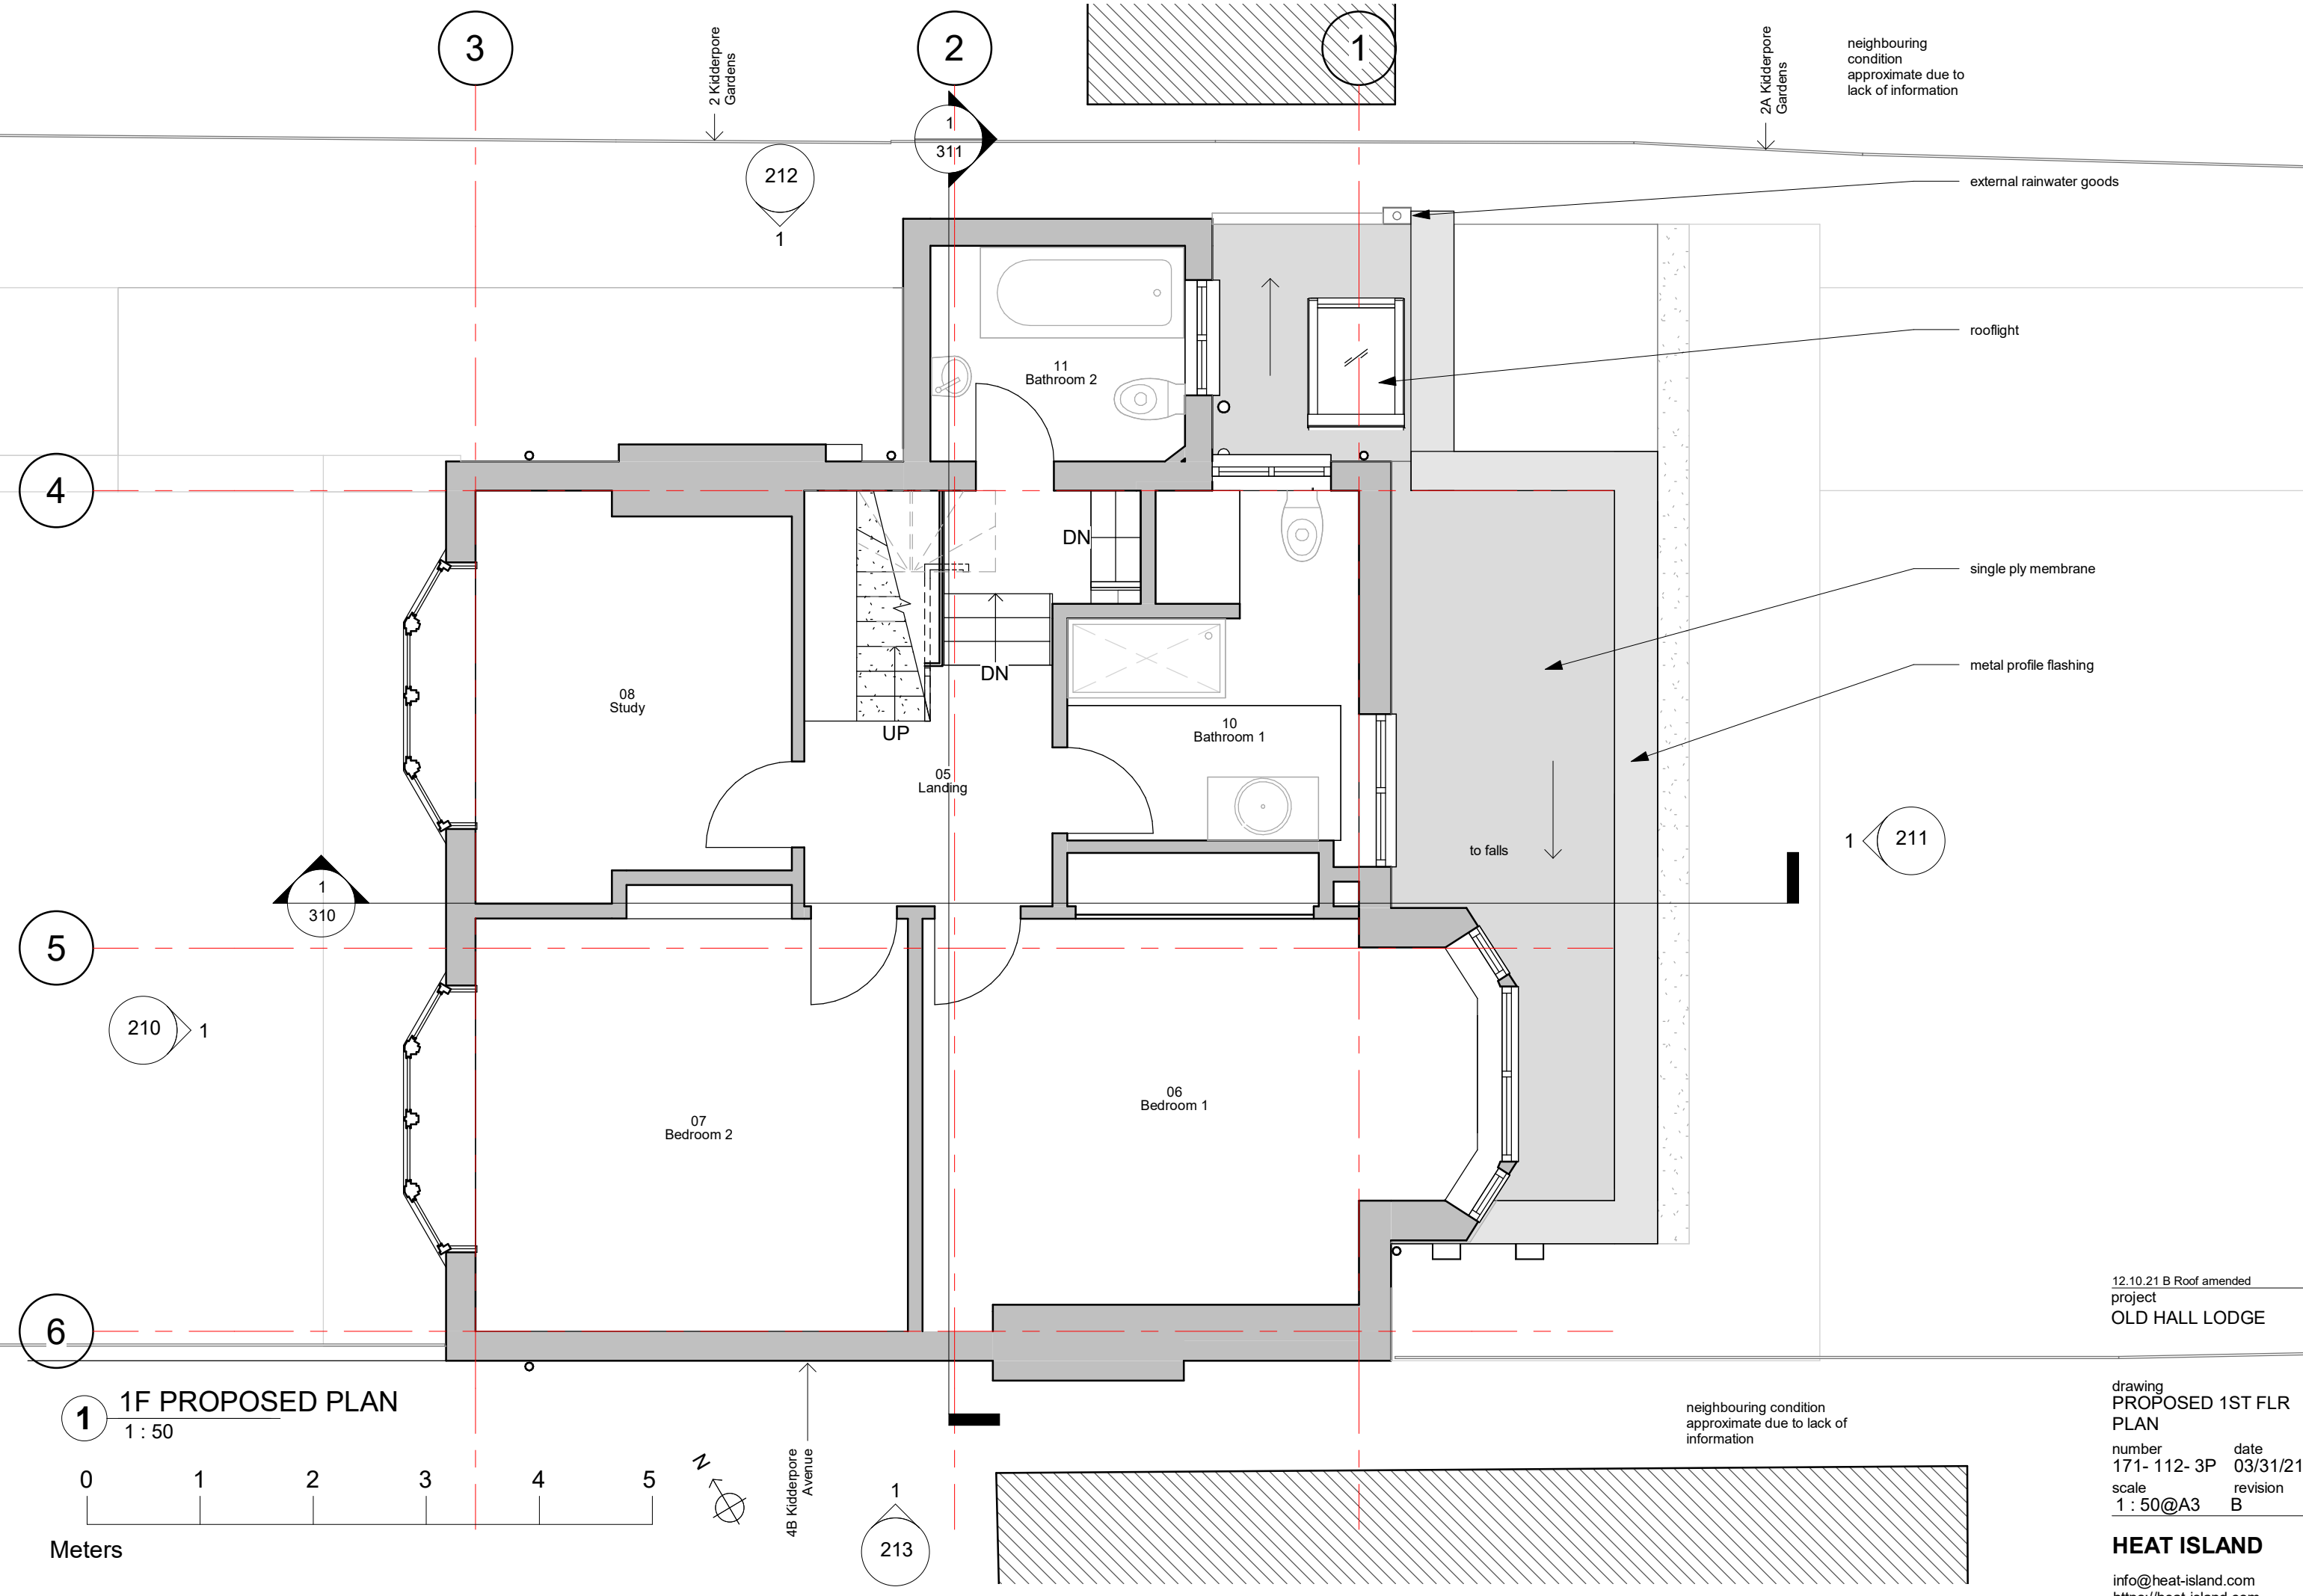 3
2
1
2 Kidderpore
Gardens
2A Kidderpore
Gardens
neighbouring
condition
approximate due to
lack of information
1
311
212
1
external rainwater goods
rooflight
11
Bathroom 2
4
DN
single ply membrane
DN
metal profile flashing
08
Study
10
Bathroom 1
UP
05
Landing
to falls
1
211
1
310
5
210
1
06
Bedroom 1
07
Bedroom 2
12.10.21 B Roof amended
project
OLD HALL LODGE
6
1
1F PROPOSED PLAN
1 : 50
0
1
2
3
4
5
Meters
N
4B Kidderpore
Avenue
1
213
neighbouring condition
approximate due to lack of
information
drawing
PROPOSED 1ST FLR
PLAN
number
date
171- 112- 3P
03/31/21
scale
revision
1 : 50@A3
B
HEAT ISLAND
info@heat-island.com